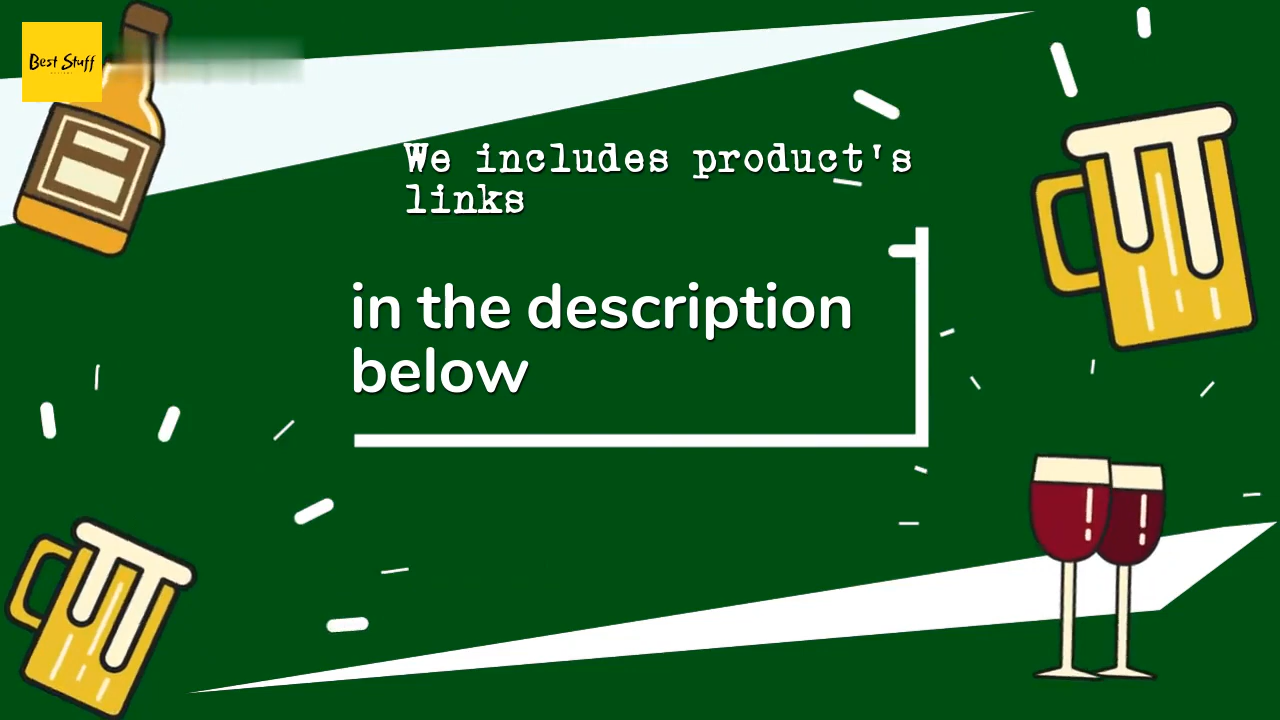 Best Stuff
We includes product's
links
in the description
below